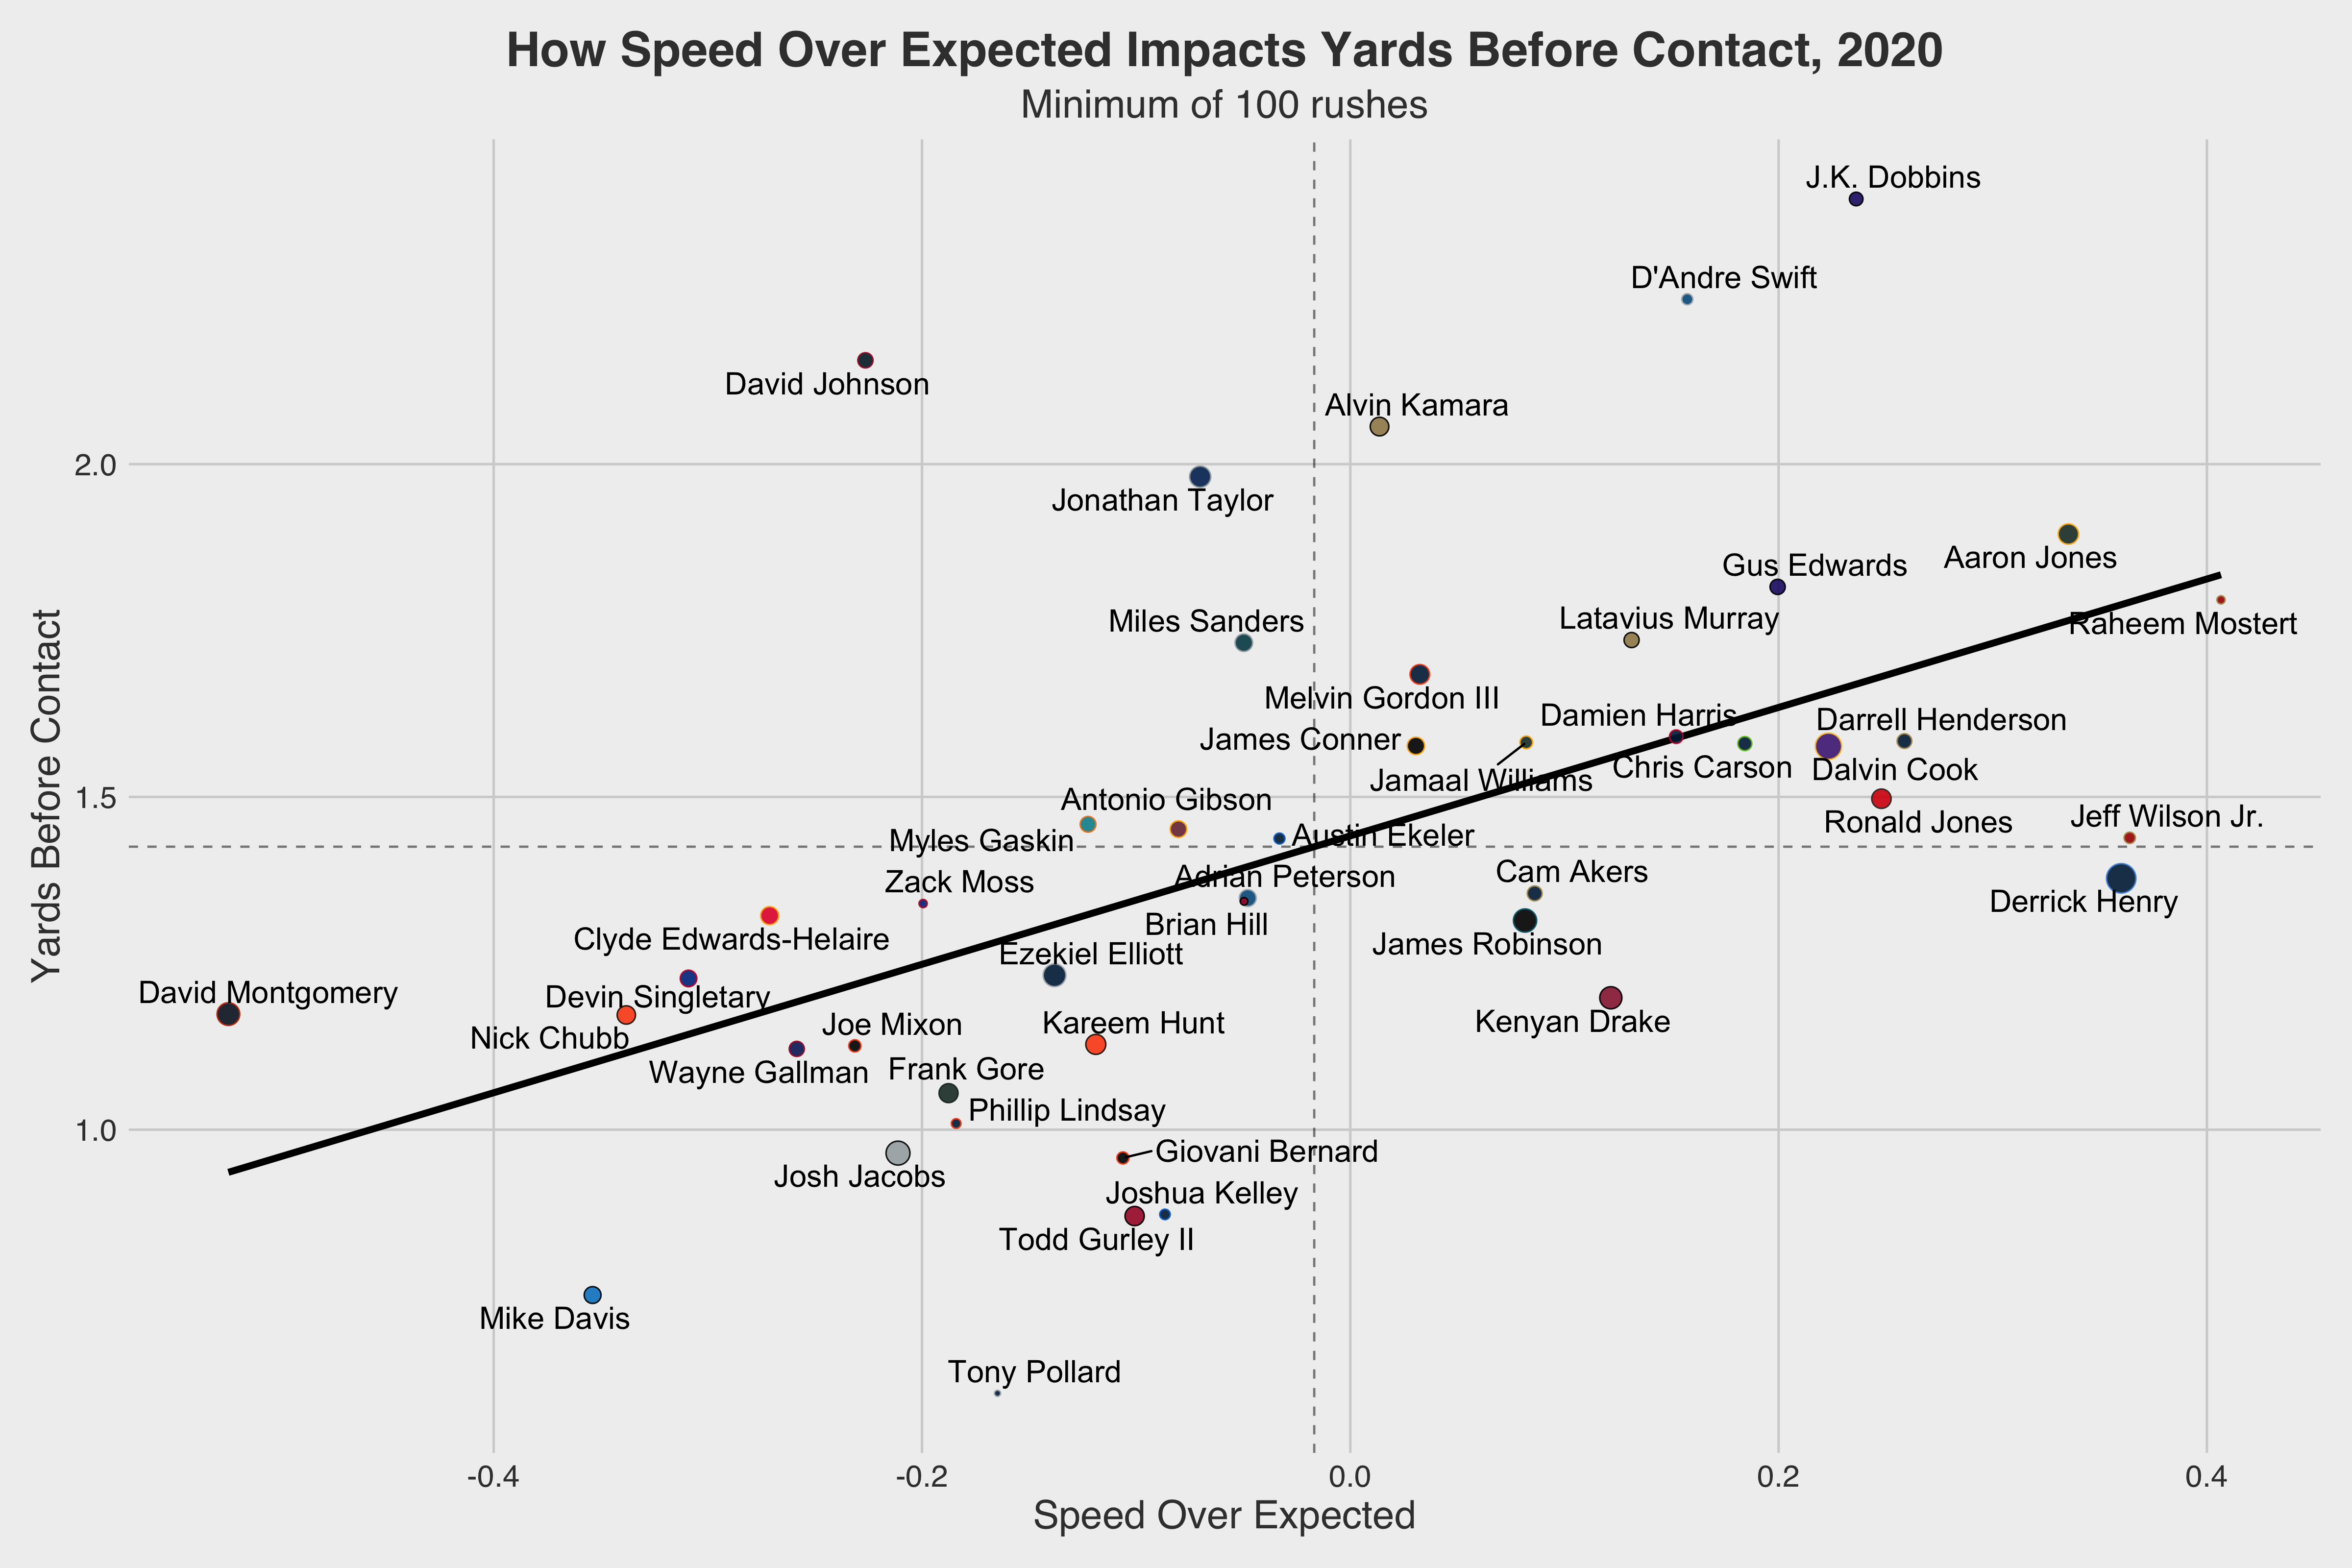 How Speed Over Expected Impacts Yards Before Contact, 2020
Minimum of 100 rushes
J.K. Dobbins
D'Andre Swift
David Johnson
Alvin Kamara
2.0
Jonathan Taylor
Aaron Jones
Gus Edwards
Miles Sanders
Latavius Murray
Raheem Mostert
Melvin Gordon III
Damien Harris
Darrell Henderson
James Conner
Jamaal Williams
Chris Carson
Dalvin Cook
1.5
Antonio Gibson
Ronald Jones
Jeff Wilson Jr.
Myles Gaskin
Austin Ekeler
Zack Moss
Adrian Peterson
Cam Akers
Derrick Henry
Brian Hill
Clyde Edwards-Helaire
James Robinson
Ezekiel Elliott
David Montgomery
Devin Singletary
Nick Chubb
Joe Mixon
Kareem Hunt
Kenyan Drake
Wayne Gallman
Frank Gore
Phillip Lindsay
1.0
Giovani Bernard
Josh Jacobs
Joshua Kelley
Todd Gurley II
Mike Davis
Tony Pollard
Yards Before Contact
-0.4
-0.2
0.0
0.2
0.4
Speed Over Expected